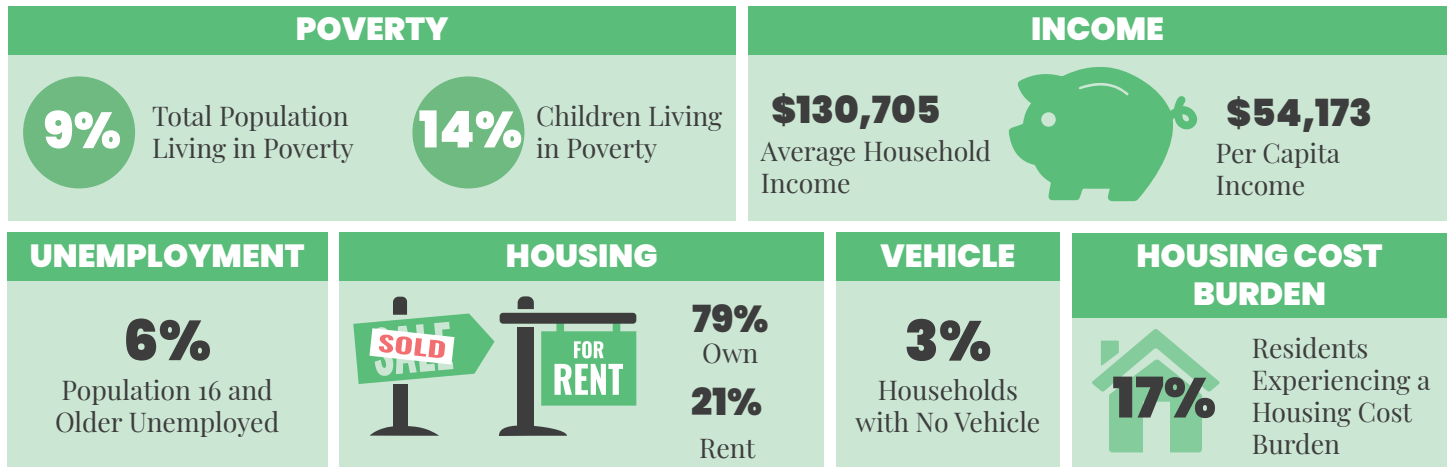 POVERTY
9%
Total Population
Living in Poverty
14%
Children Living
in Poverty
INCOME
$130,705
Average Household
Income
$54,173
Per Capita
Income
UNEMPLOYMENT
6%
Population 16 and
Older Unemployed
HOUSING
SALE
SOLD
FOR
RENT
79%
Own
21%
Rent
VEHICLE
3%
Households
with No Vehicle
HOUSING COST
BURDEN
17%
Residents
Experiencing a
Housing Cost
Burden